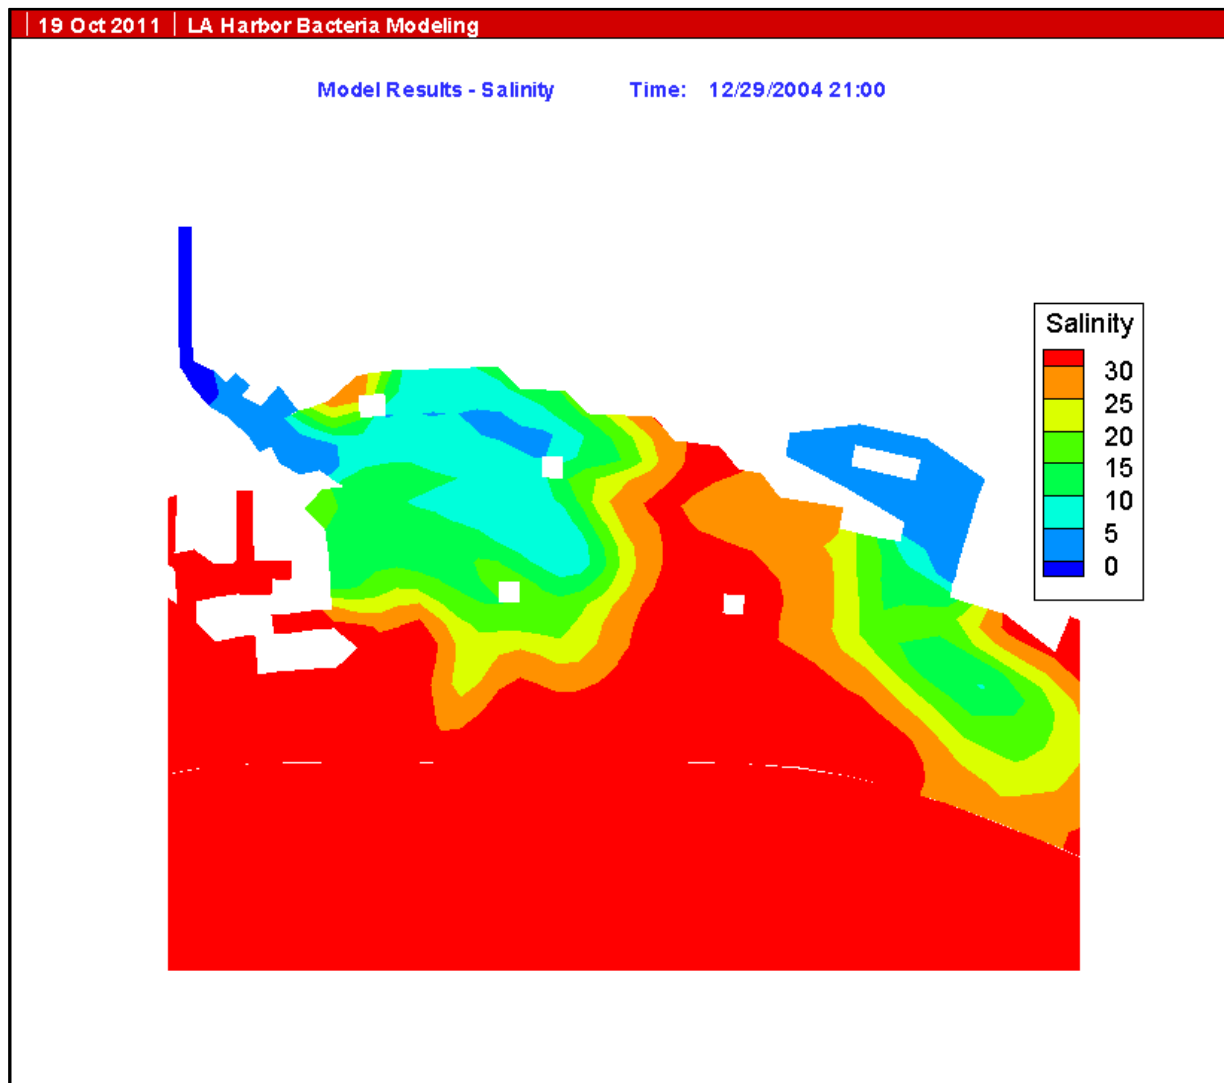 19 Oct 2011 | LA Harbor Bacteria Modeling
Model Results - Salinity Time: 12/29/2004 21:00
Salinity
30
25
20
15
10
5
0